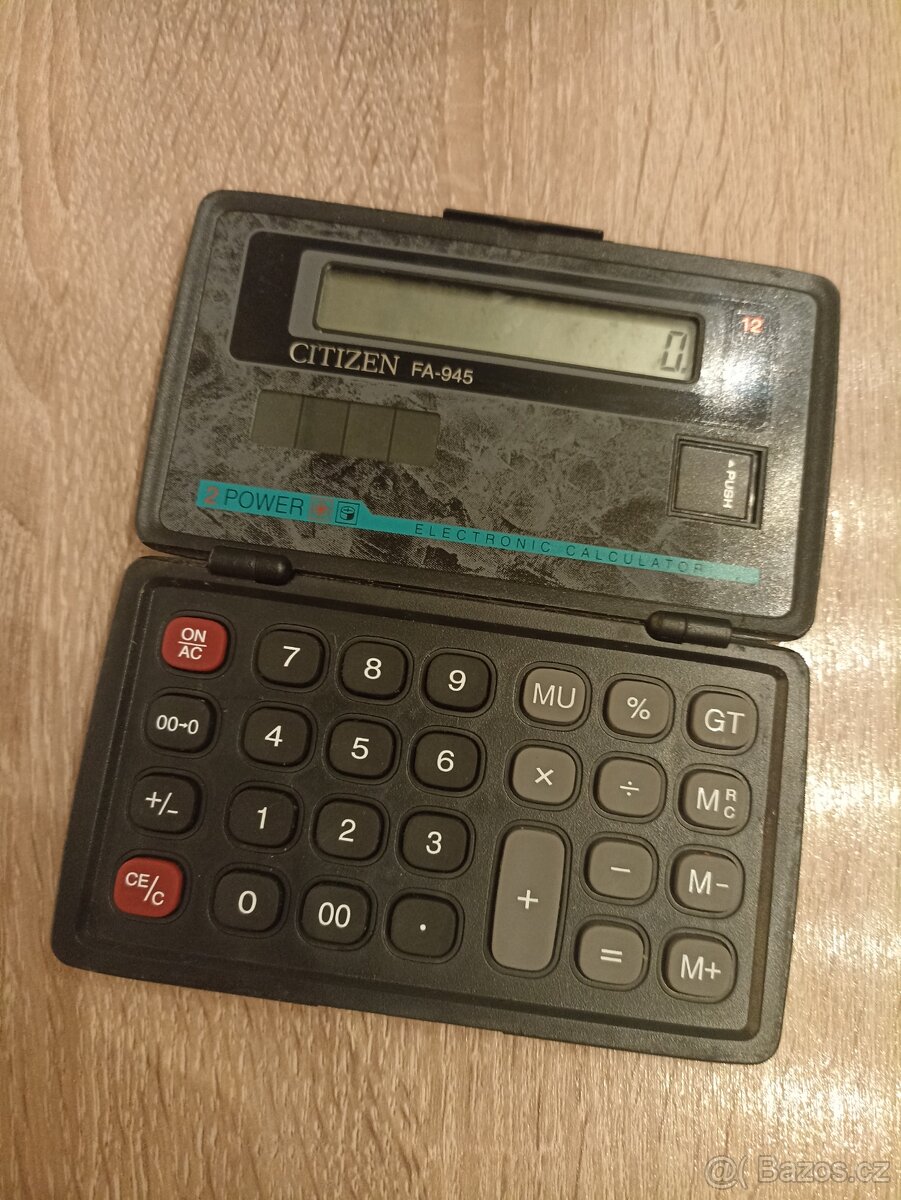 12
0.
CITIZEN FA-945
▲PUSH
2 POWER
ELECTRONIC CALCULATOR
ON/AC 7 8 9 MU % GT
00→0 4 5 6 × ÷ MRC
+/− 1 2 3 + − M−
CE/C 0 00 . = M+
@ Bazos.cz